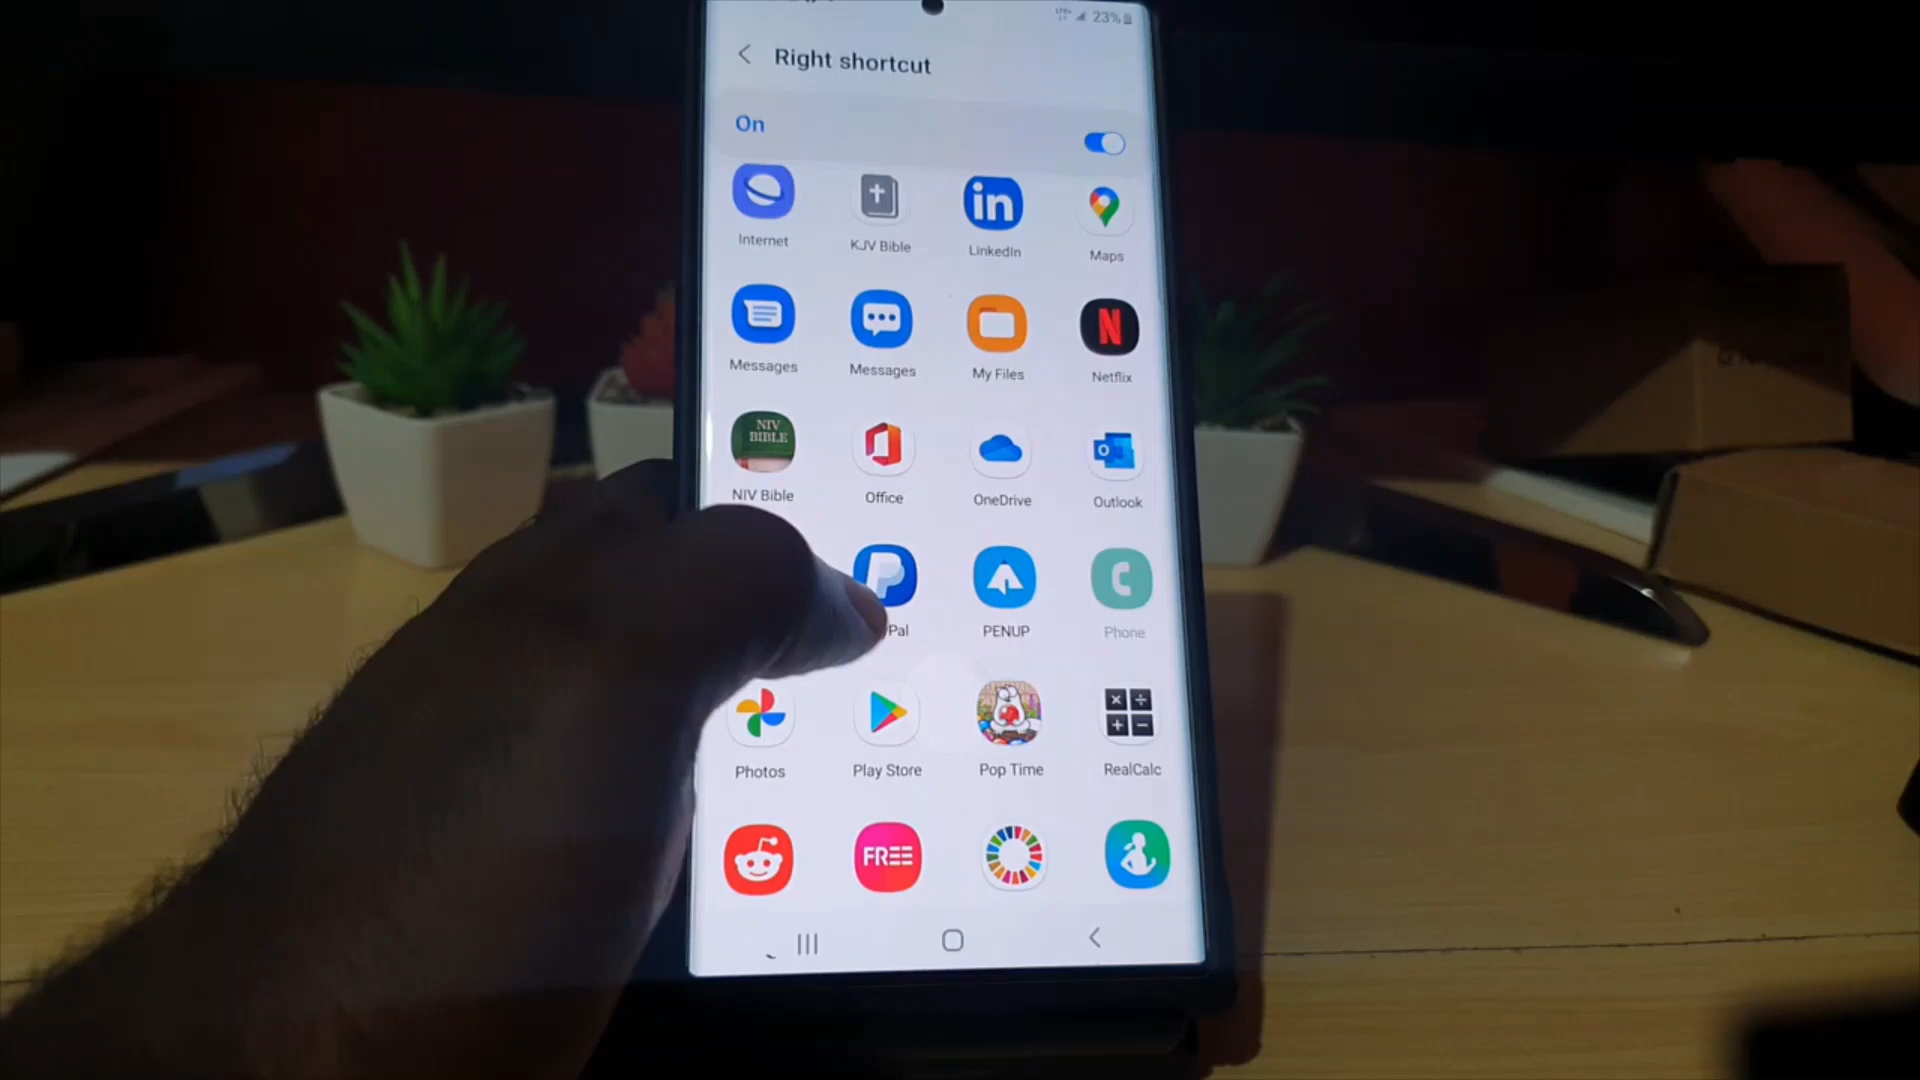 LTE+ 23%
Right shortcut
On
Internet KJV Bible LinkedIn Maps
Messages Messages My Files Netflix
NIV BIBLE
NIV Bible Office OneDrive Outlook
Pal PENUP Phone
Photos Play Store Pop Time RealCalc
FREE